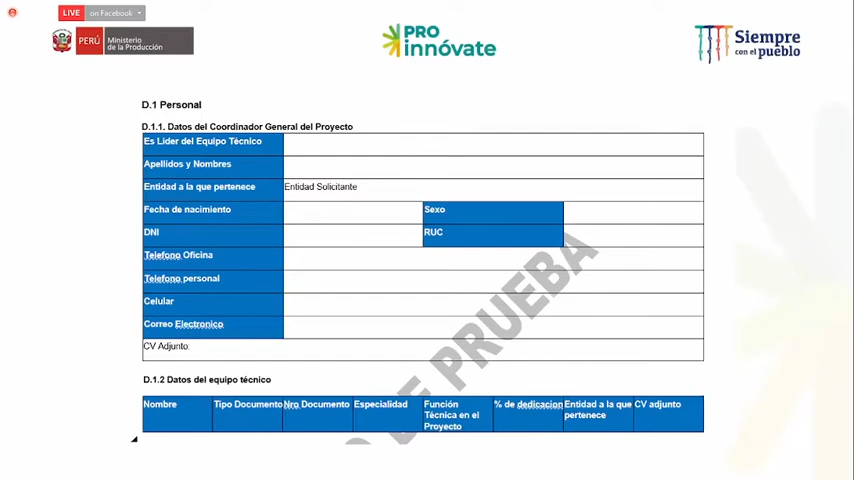 LIVE on Facebook
PERÚ Ministerio de la Producción
PRO innóvate
Siempre con el pueblo
D.1 Personal
D.1.1. Datos del Coordinador General del Proyecto
Es Lider del Equipo Técnico
Apellidos y Nombres
Entidad a la que pertenece Entidad Solicitante
Fecha de nacimiento Sexo
DNI RUC
Telefono Oficina
Telefono personal
Celular
Correo Electronico
CV Adjunto:
DE PRUEBA
D.1.2 Datos del equipo técnico
Nombre Tipo Documento Nro Documento Especialidad Función Técnica en el Proyecto % de dedicacion Entidad a la que pertenece CV adjunto